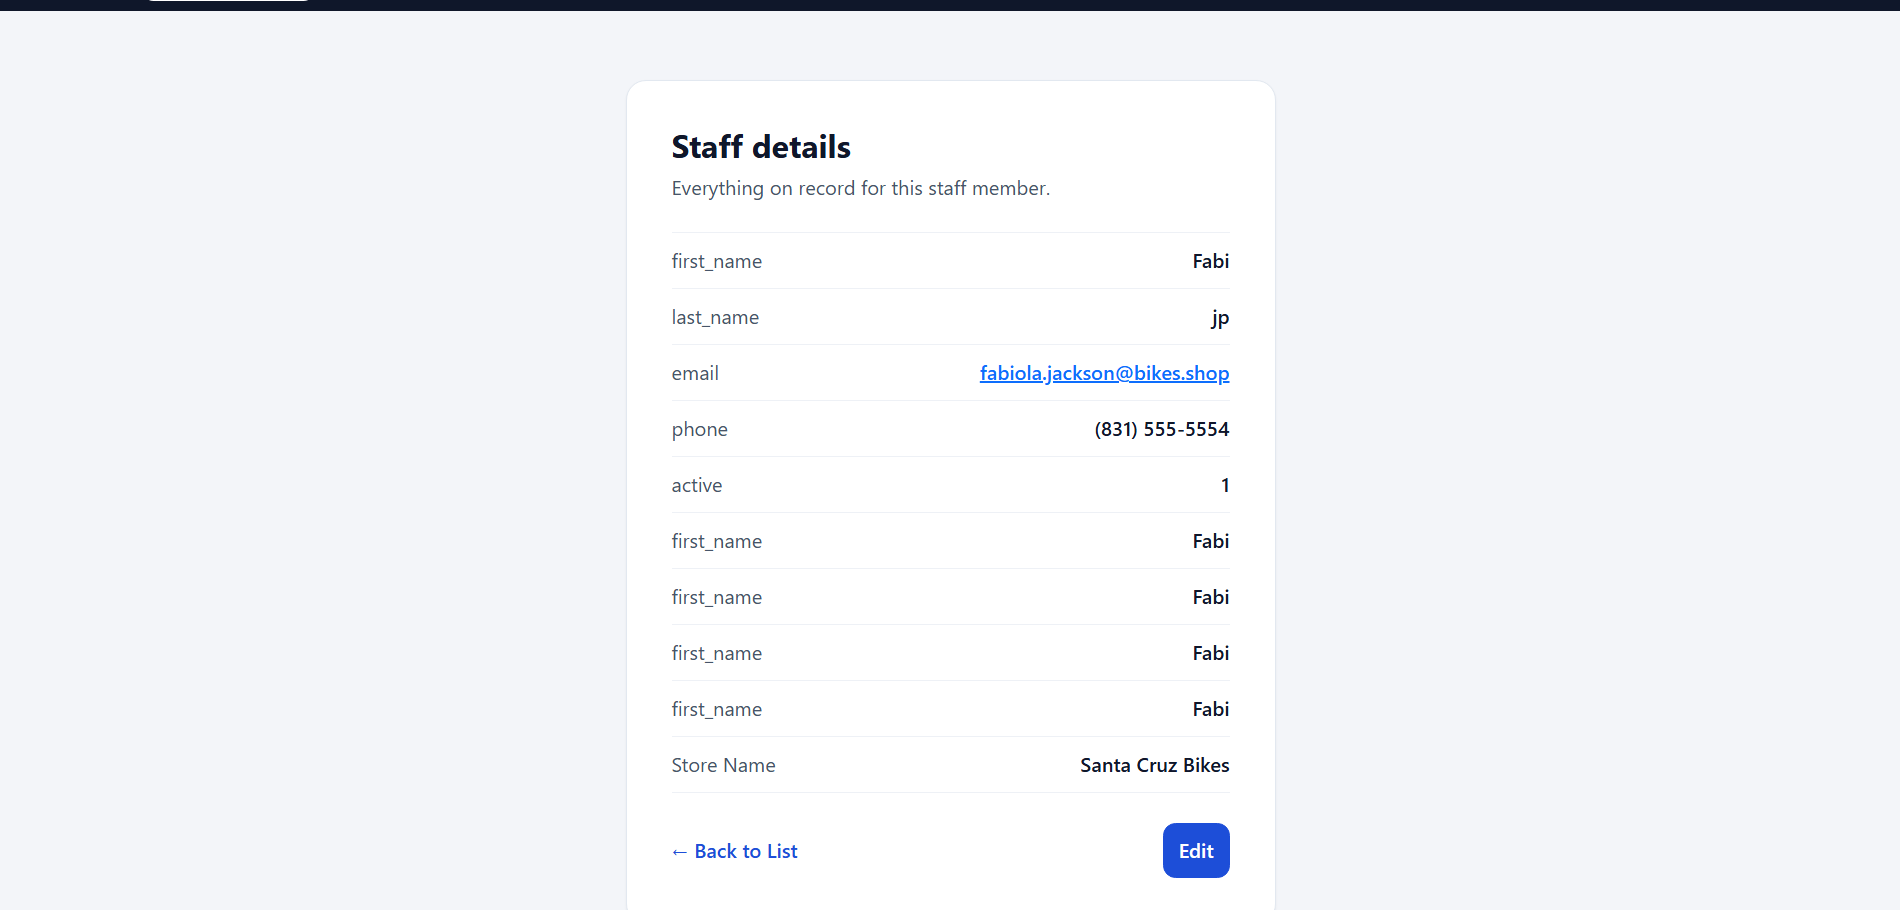 Staff details
Everything on record for this staff member.
first_name Fabi
last_name jp
email fabiola.jackson@bikes.shop
phone (831) 555-5554
active 1
first_name Fabi
first_name Fabi
first_name Fabi
first_name Fabi
Store Name Santa Cruz Bikes
← Back to List Edit